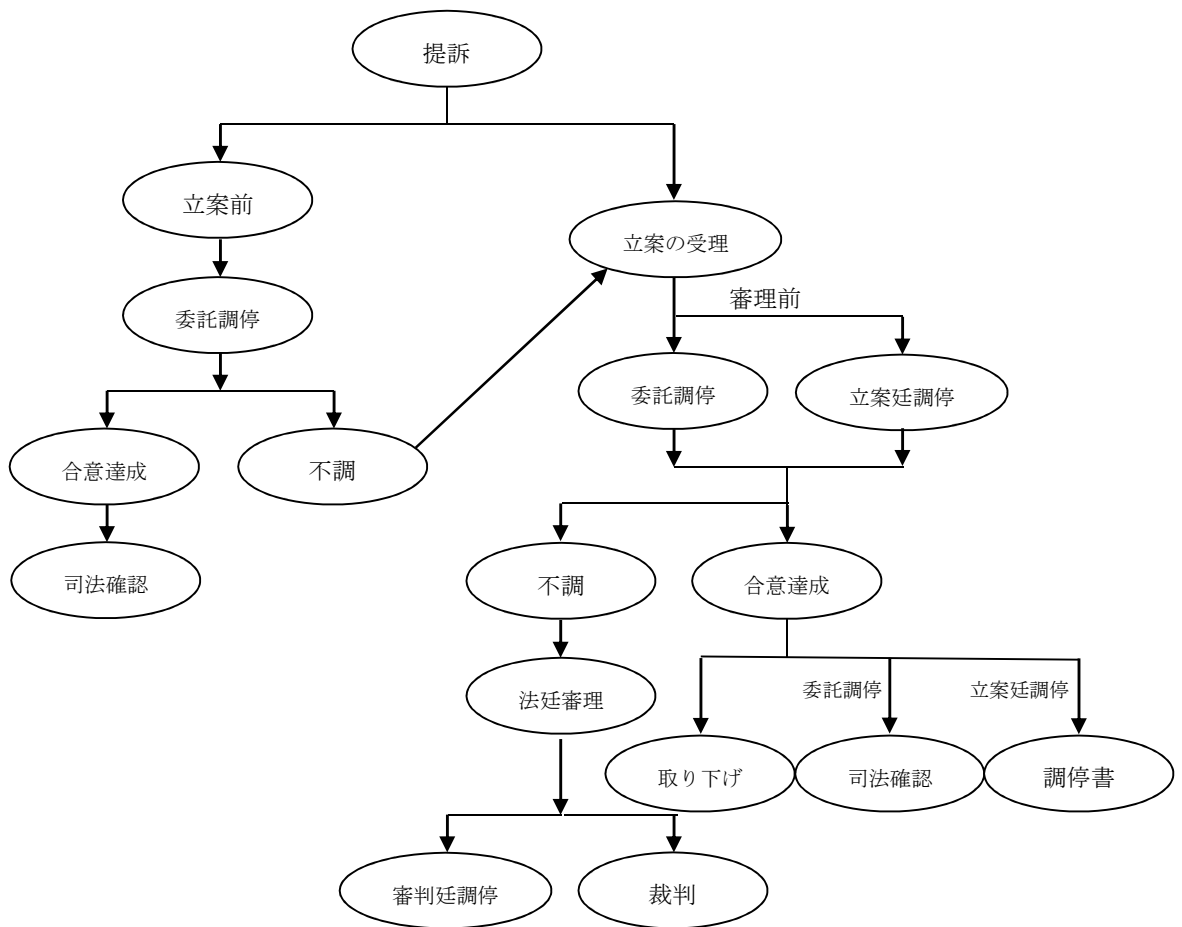 提訴
立案前
立案の受理
委託調停
審理前
委託調停
立案廷調停
合意達成
不調
司法確認
不調
合意達成
法廷審理
委託調停
立案廷調停
取り下げ
司法確認
調停書
審判廷調停
裁判